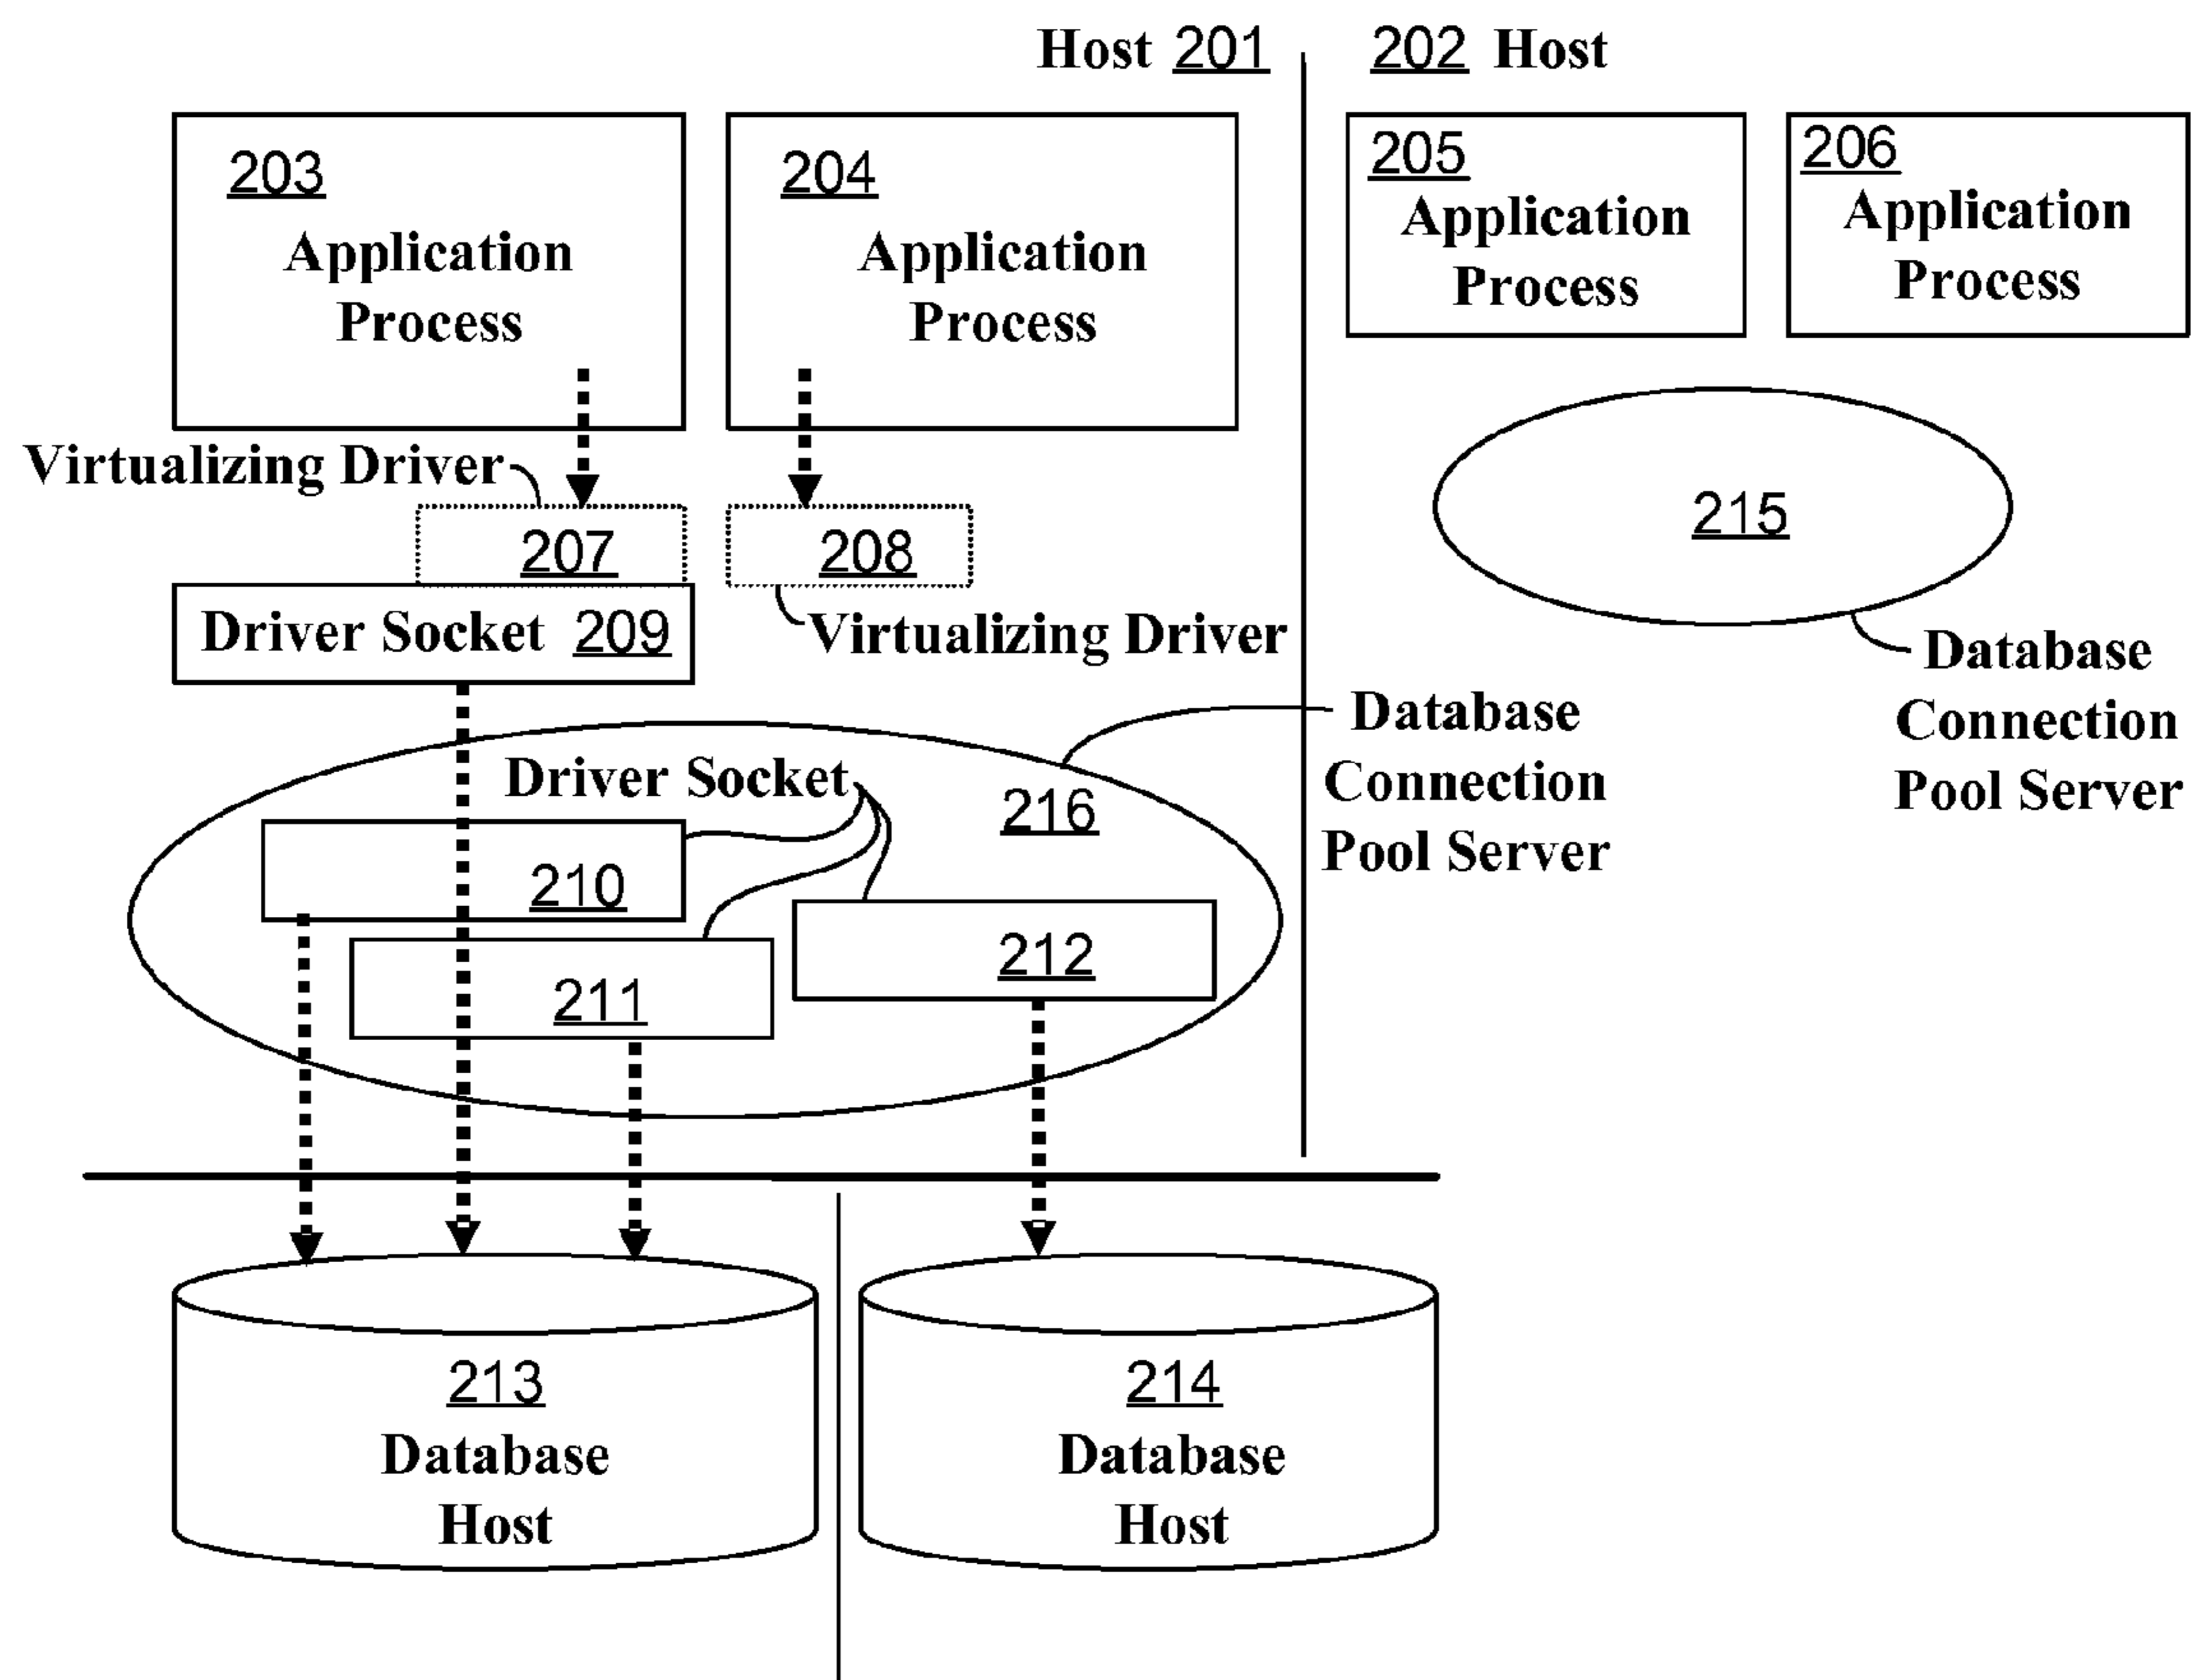 Host 201
202 Host
203
Application
Process
204
Application
Process
205
Application
Process
206
Application
Process
Virtualizing Driver
207
208
Virtualizing Driver
Driver Socket 209
215
Database
Connection
Pool Server
Database
Connection
Pool Server
Driver Socket
216
210
211
212
213
Database
Host
214
Database
Host